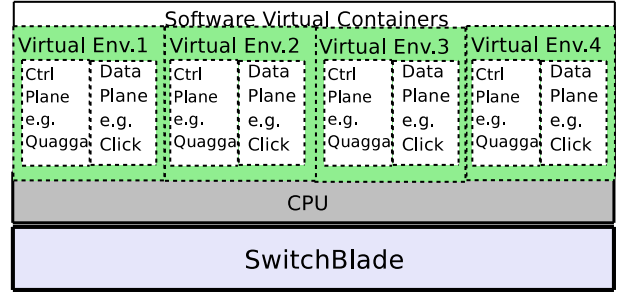 Software Virtual Containers
Virtual Env.1
Ctrl
Plane
e.g.
Quagga
Data
Plane
e.g.
Click
Virtual Env.2
Ctrl
Plane
e.g.
Quagga
Data
Plane
e.g.
Click
Virtual Env.3
Ctrl
Plane
e.g.
Quagga
Data
Plane
e.g.
Click
Virtual Env.4
Ctrl
Plane
e.g.
Quagga
Data
Plane
e.g.
Click
CPU
SwitchBlade